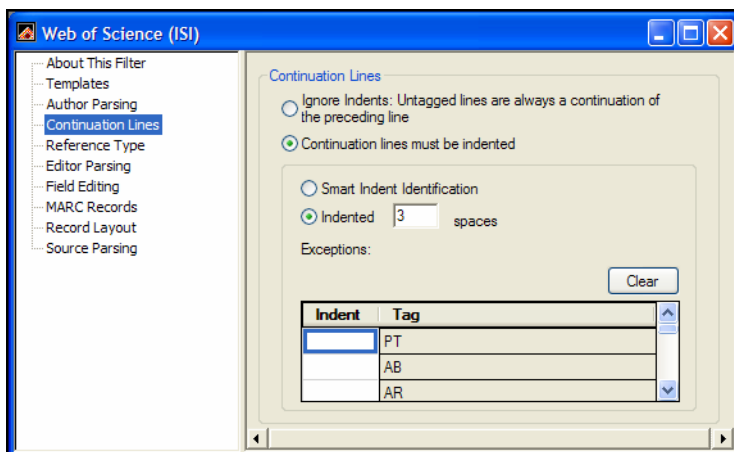 Web of Science (ISI)
About This Filter
Templates
Author Parsing
Continuation Lines
Reference Type
Editor Parsing
Field Editing
MARC Records
Record Layout
Source Parsing
Continuation Lines
Ignore Indents: Untagged lines are always a continuation of
the preceding line
Continuation lines must be indented
Smart Indent Identification
Indented 3 spaces
Exceptions:
Clear
Indent Tag
PT
AB
AR